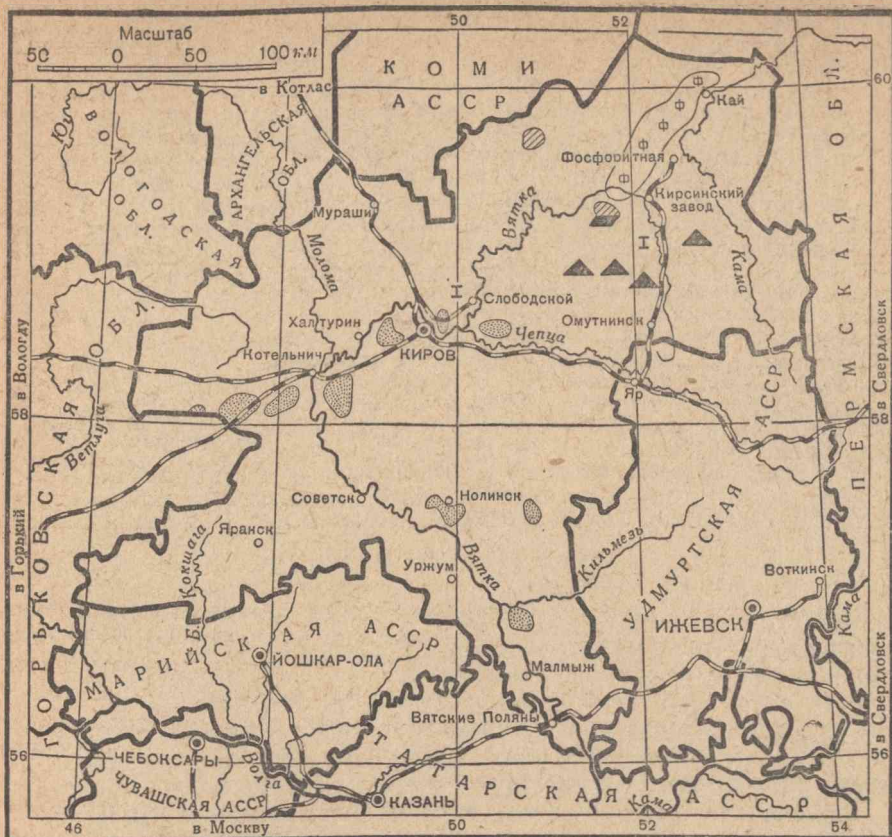 Масштаб
50 0 50 100 км
50
52
60
КОМИ
АССР
в Котлас
Кай
ф
ф
ф
ф
ф
Фосфоритная
Кирсинский
завод
Юг
ВОЛОГОДСКАЯ
ОБЛ.
АРХАНГЕЛЬСКАЯ
ОБЛ.
Мураши
Вятка
Молома
Кама
ПЕРМСКАЯ ОБЛ.
Слободской
Омутнинск
Халтурин
Чепца
КИРОВ
Котельнич
ОБЛ.
в Вологду
в Свердловск
58
Яр
АССР
Ветлуга
ГОРЬКОВСКАЯ
Советск
Нолинск
Яранск
Вятка
Уржум
Кильмезь
УДМУРТСКАЯ
Воткинск
ИЖЕВСК
Кама
в Горький
Б. Кокшага
МАРИЙСКАЯ АССР
ЙОШКАР-ОЛА
Малмыж
Вятские Поляны
в Свердловск
56
ЧЕБОКСАРЫ
Волга
ЧУВАШСКАЯ АССР
КАЗАНЬ
ТАТАРСКАЯ АССР
Кама
46
в Москву
50
52
54